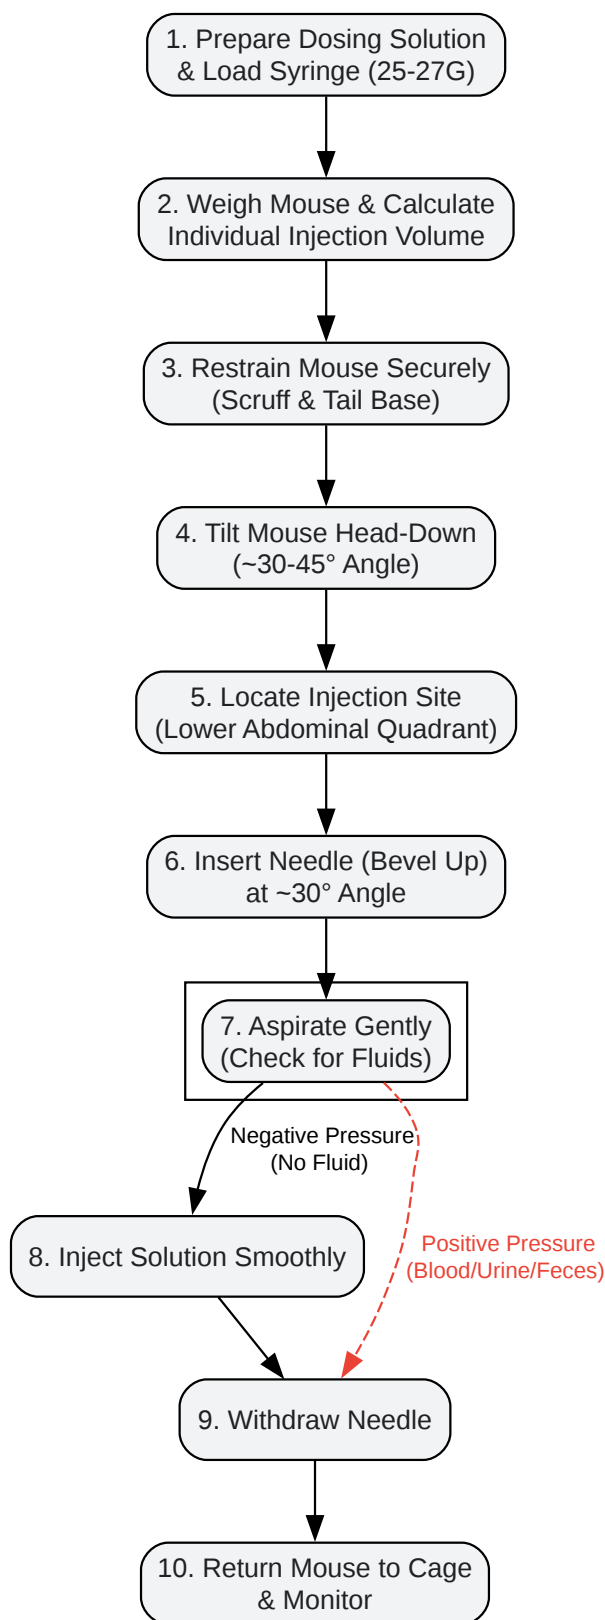 1. Prepare Dosing Solution
& Load Syringe (25-27G)
2. Weigh Mouse & Calculate
Individual Injection Volume
3. Restrain Mouse Securely
(Scruff & Tail Base)
4. Tilt Mouse Head-Down
(~30-45° Angle)
5. Locate Injection Site
(Lower Abdominal Quadrant)
6. Insert Needle (Bevel Up)
at ~30° Angle
7. Aspirate Gently
(Check for Fluids)
Negative Pressure
(No Fluid)
8. Inject Solution Smoothly
Positive Pressure
(Blood/Urine/Feces)
9. Withdraw Needle
10. Return Mouse to Cage
& Monitor